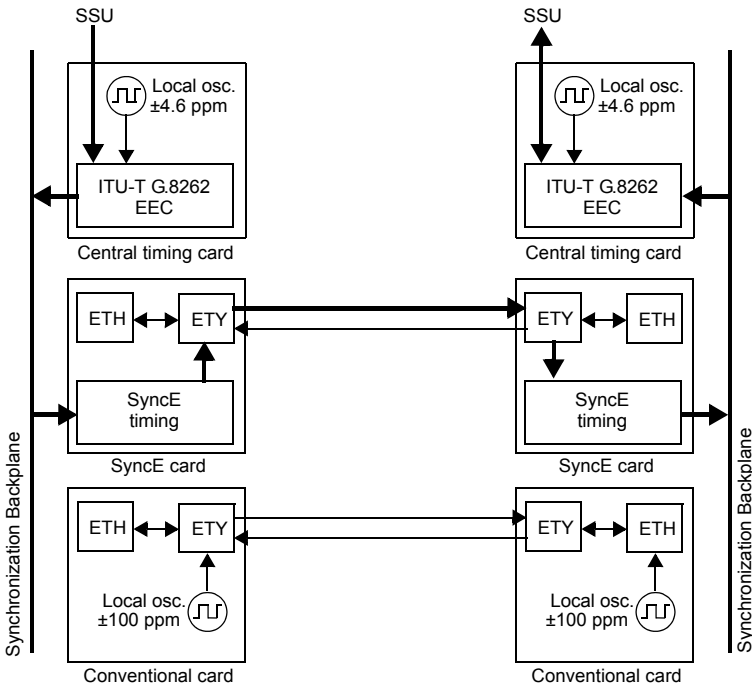 SSU
SSU
Local osc.
±4.6 ppm
Local osc.
±4.6 ppm
ITU-T G.8262
EEC
ITU-T G.8262
EEC
Central timing card
Central timing card
ETH
ETY
ETY
ETH
SyncE
timing
SyncE
timing
SyncE card
SyncE card
Synchronization Backplane
Synchronization Backplane
ETH
ETY
ETY
ETH
Local osc.
±100 ppm
Local osc.
±100 ppm
Conventional card
Conventional card